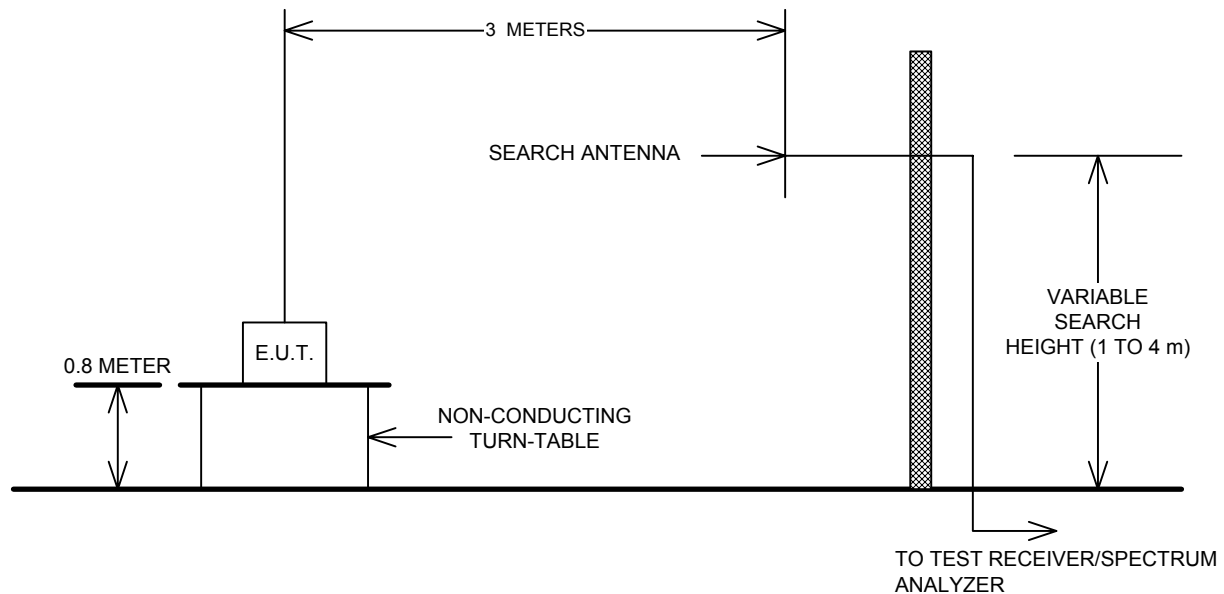 3 METERS
SEARCH ANTENNA
VARIABLE
SEARCH
HEIGHT (1 TO 4 m)
E.U.T.
0.8 METER
NON-CONDUCTING
TURN-TABLE
TO TEST RECEIVER/SPECTRUM
ANALYZER